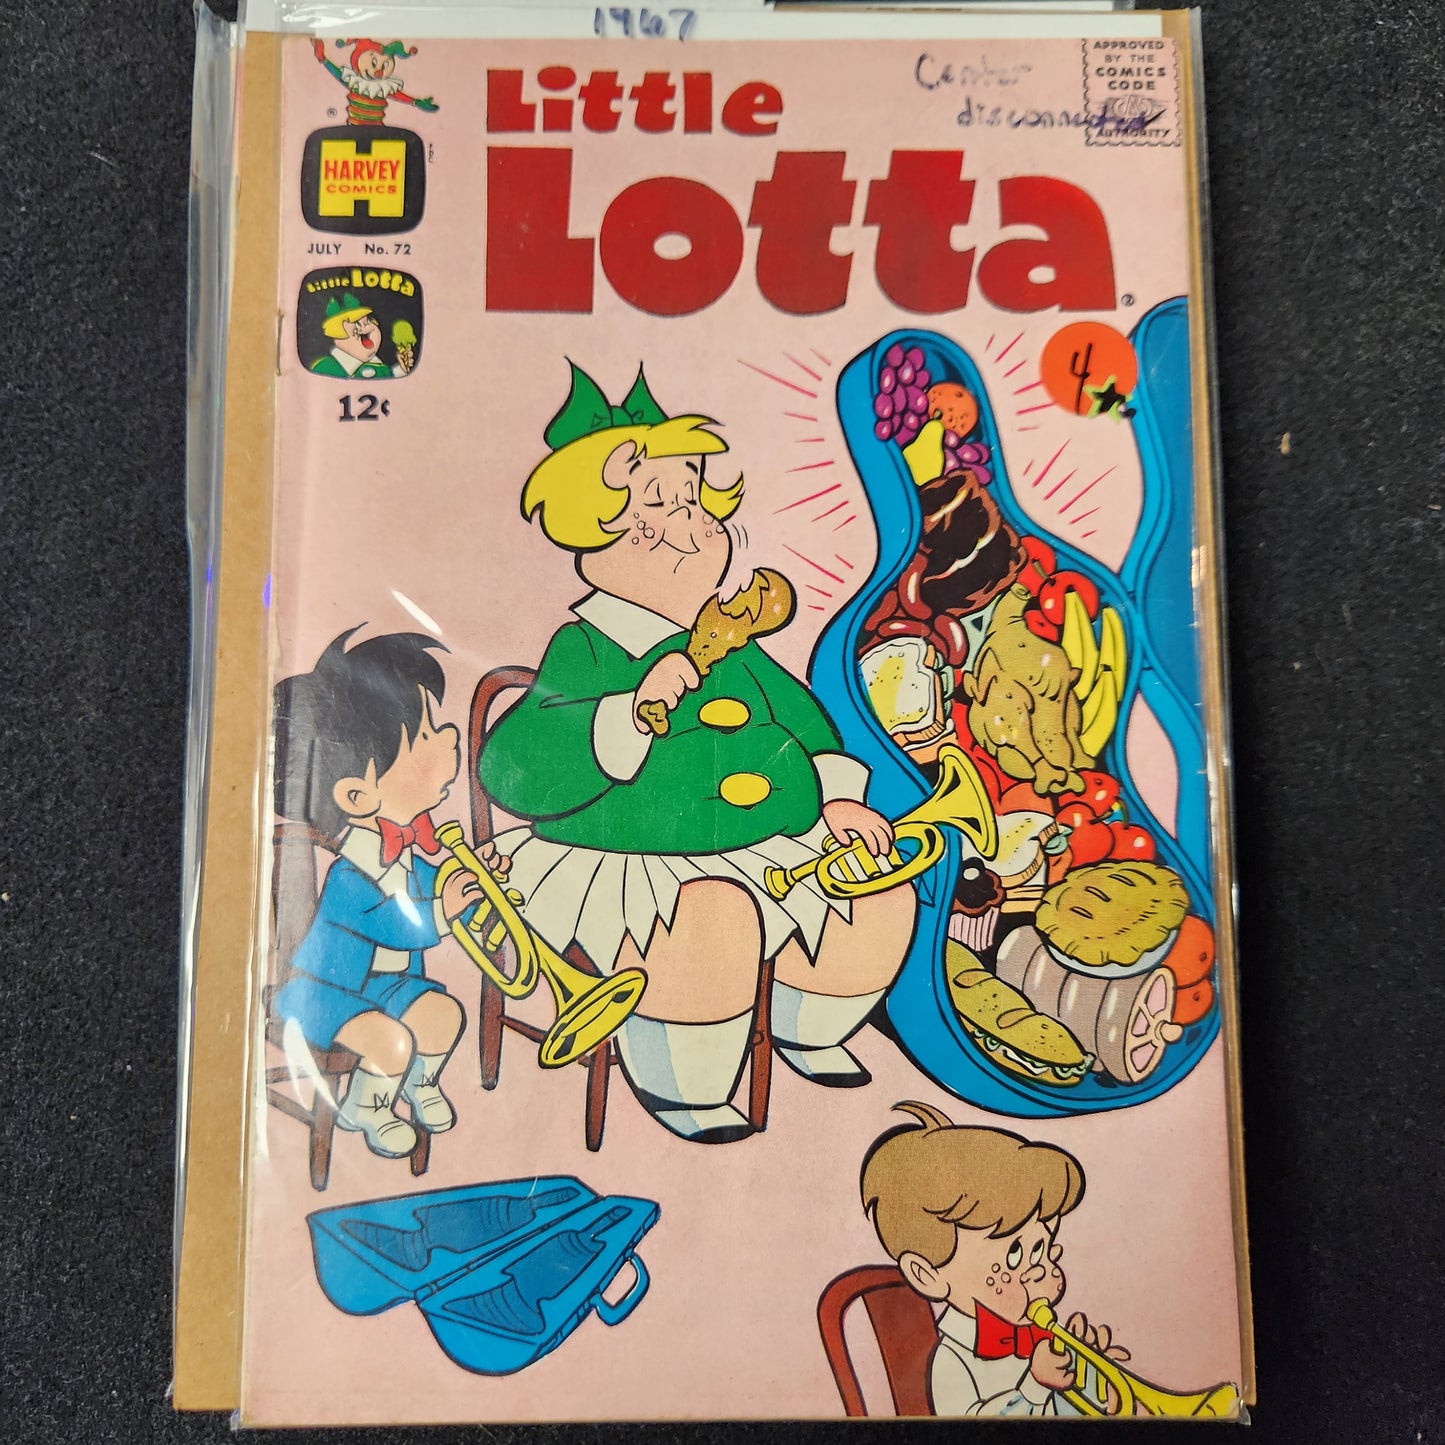 1967
Center
disconnected
APPROVED
BY THE
COMICS
CODE
AUTHORITY
Little
Lotta
®
HARVEY
COMICS
JULY No. 72
Little Lotta
12¢
4